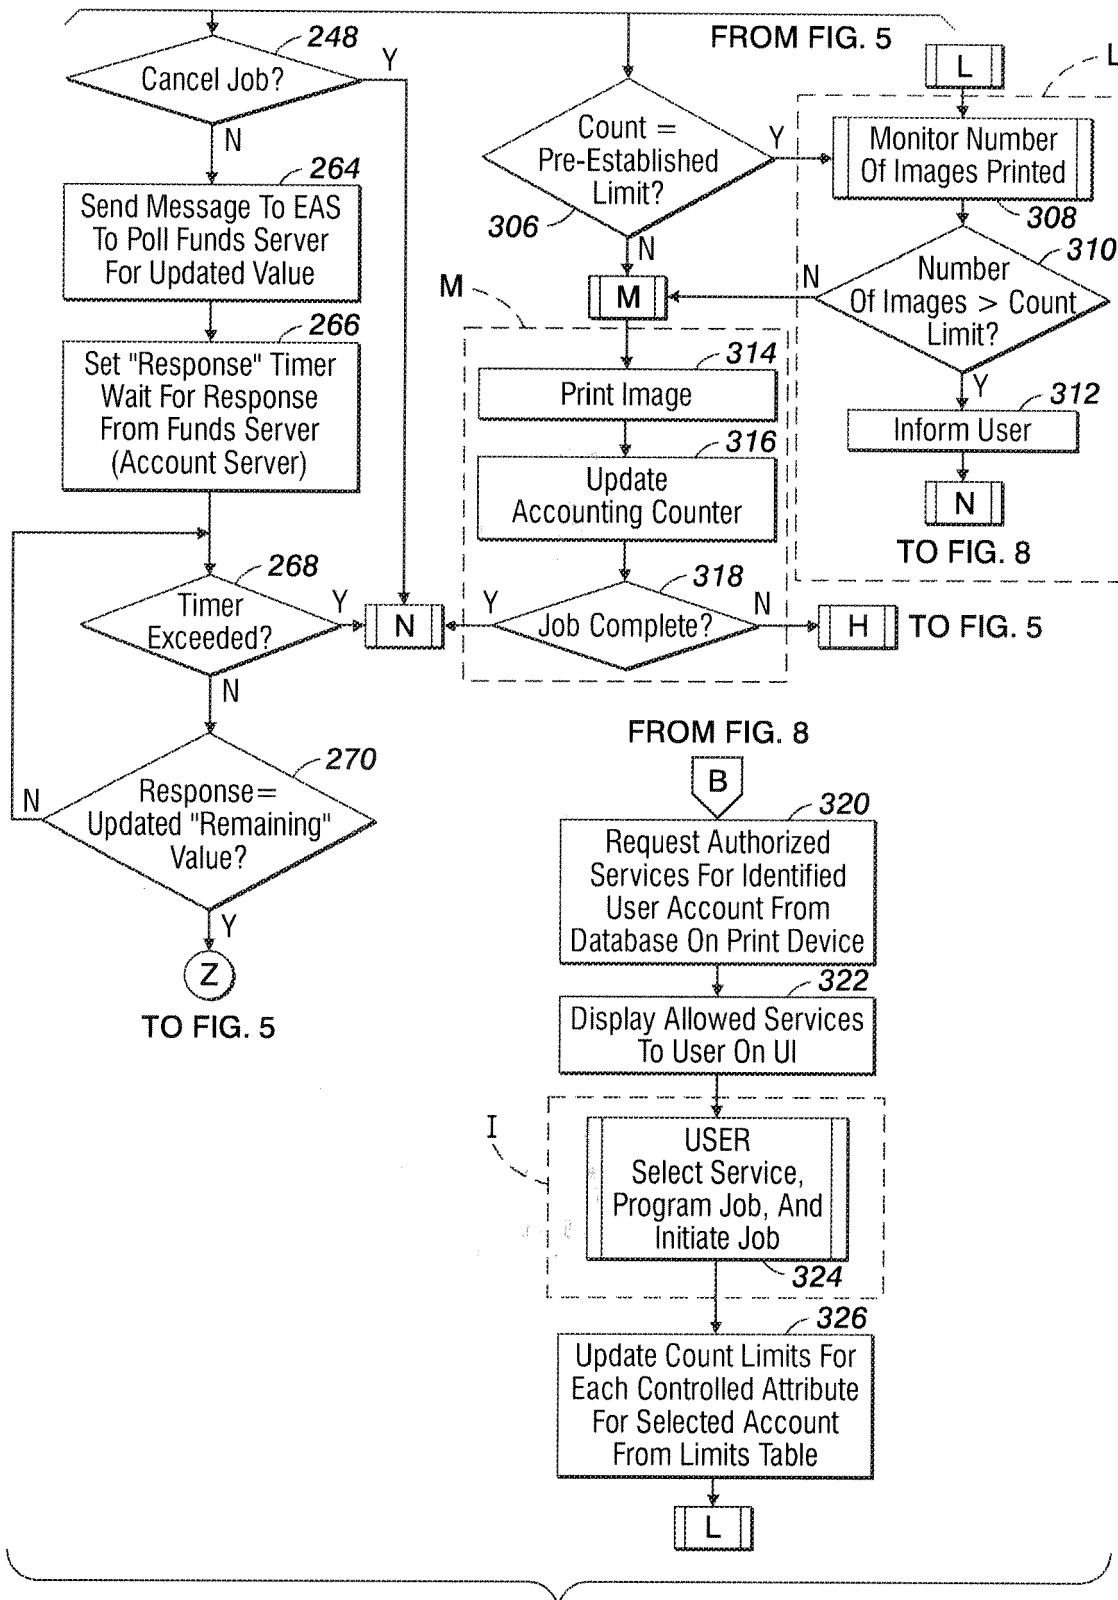 FROM FIG. 5
248
Cancel Job?
Y
N
264
Send Message To EAS
To Poll Funds Server
For Updated Value
266
Set "Response" Timer
Wait For Response
From Funds Server
(Account Server)
268
Timer
Exceeded?
Y
N
N
270
Response=
Updated "Remaining"
Value?
N
Y
Z
TO FIG. 5
Count =
Pre-Established
Limit?
306
Y
N
M
M
314
Print Image
316
Update
Accounting Counter
318
Job Complete?
Y
N
H
TO FIG. 5
L
L
Monitor Number
Of Images Printed
308
310
Number
Of Images > Count
Limit?
N
Y
312
Inform User
N
TO FIG. 8
FROM FIG. 8
B
320
Request Authorized
Services For Identified
User Account From
Database On Print Device
322
Display Allowed Services
To User On UI
I
USER
Select Service,
Program Job, And
Initiate Job
324
326
Update Count Limits For
Each Controlled Attribute
For Selected Account
From Limits Table
L